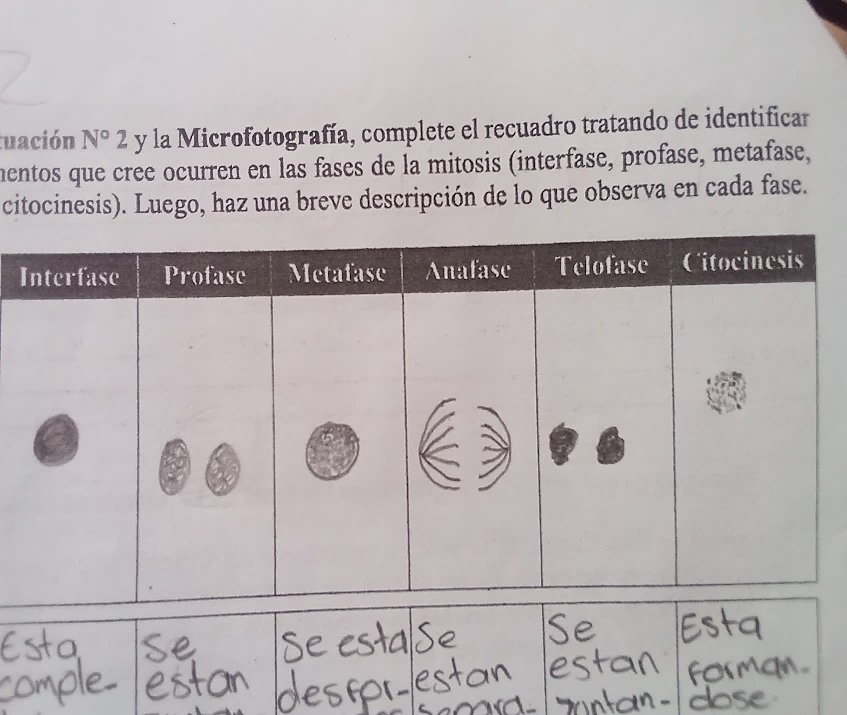 tuación N° 2 y la Microfotografía, complete el recuadro tratando de identificar
mentos que cree ocurren en las fases de la mitosis (interfase, profase, metafase,
citocinesis). Luego, haz una breve descripción de lo que observa en cada fase.
Interfase Profase Metafase Anafase Telofase Citocinesis
Esta
comple-
Se
estan
Se esta
desfor-
Se
estan
separa-
Se
estan
juntan-
Esta
forman-
dose